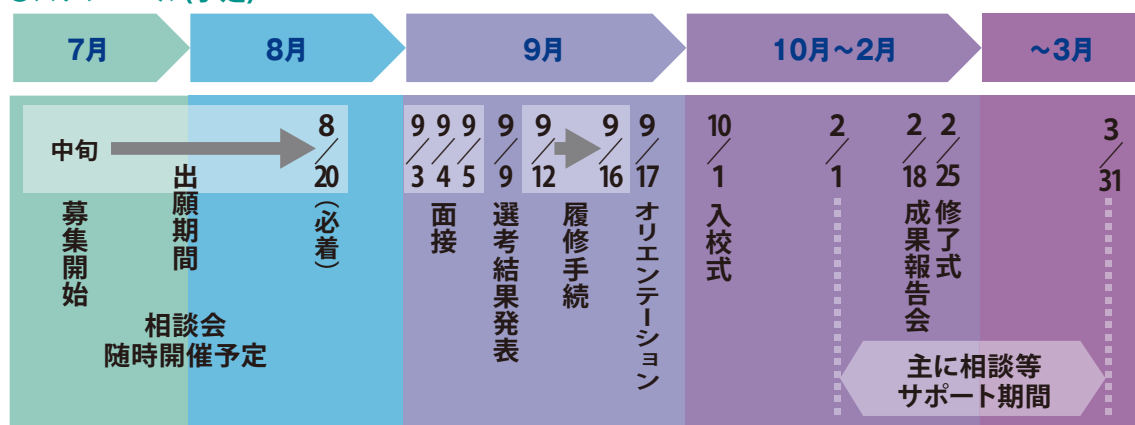 7月
8月
9月
10月～2月
～3月
中旬
8/20
9/3
9/4
9/5
9/9
9/12
9/16
9/17
10/1
2/1
2/18
2/25
3/31
募集開始
出願期間
（必着）
面接
選考結果発表
履修手続
オリエンテーション
入校式
成果報告会
修了式
相談会
随時開催予定
主に相談等
サポート期間